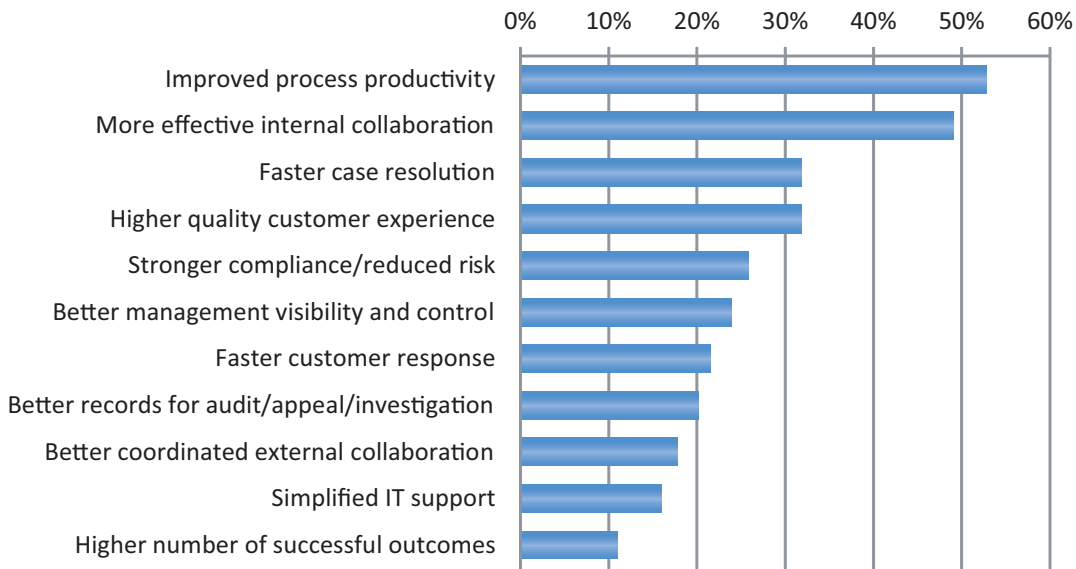 0% 10% 20% 30% 40% 50% 60%
Improved process productivity
More effective internal collaboration
Faster case resolution
Higher quality customer experience
Stronger compliance/reduced risk
Better management visibility and control
Faster customer response
Better records for audit/appeal/investigation
Better coordinated external collaboration
Simplified IT support
Higher number of successful outcomes